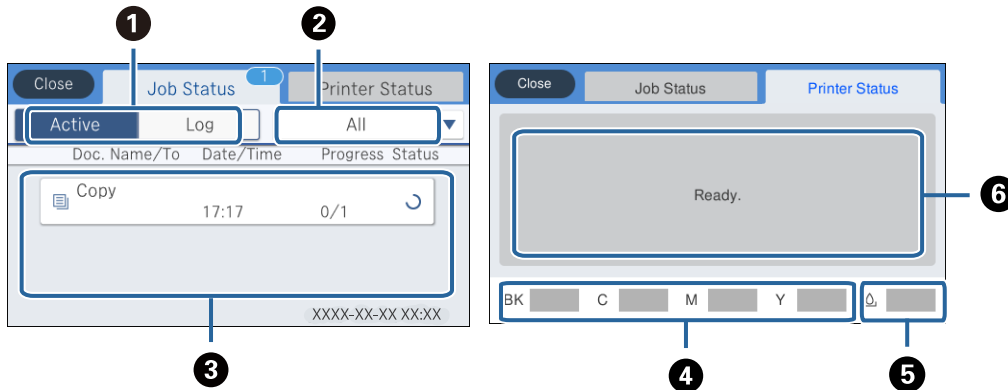 1
2
Close
Job Status
1
Printer Status
Active
Log
All
Doc. Name/To Date/Time Progress Status
Copy
17:17 0/1
XXXX-XX-XX XX:XX
3
Close
Job Status
Printer Status
Ready.
6
BK C M Y
4
5